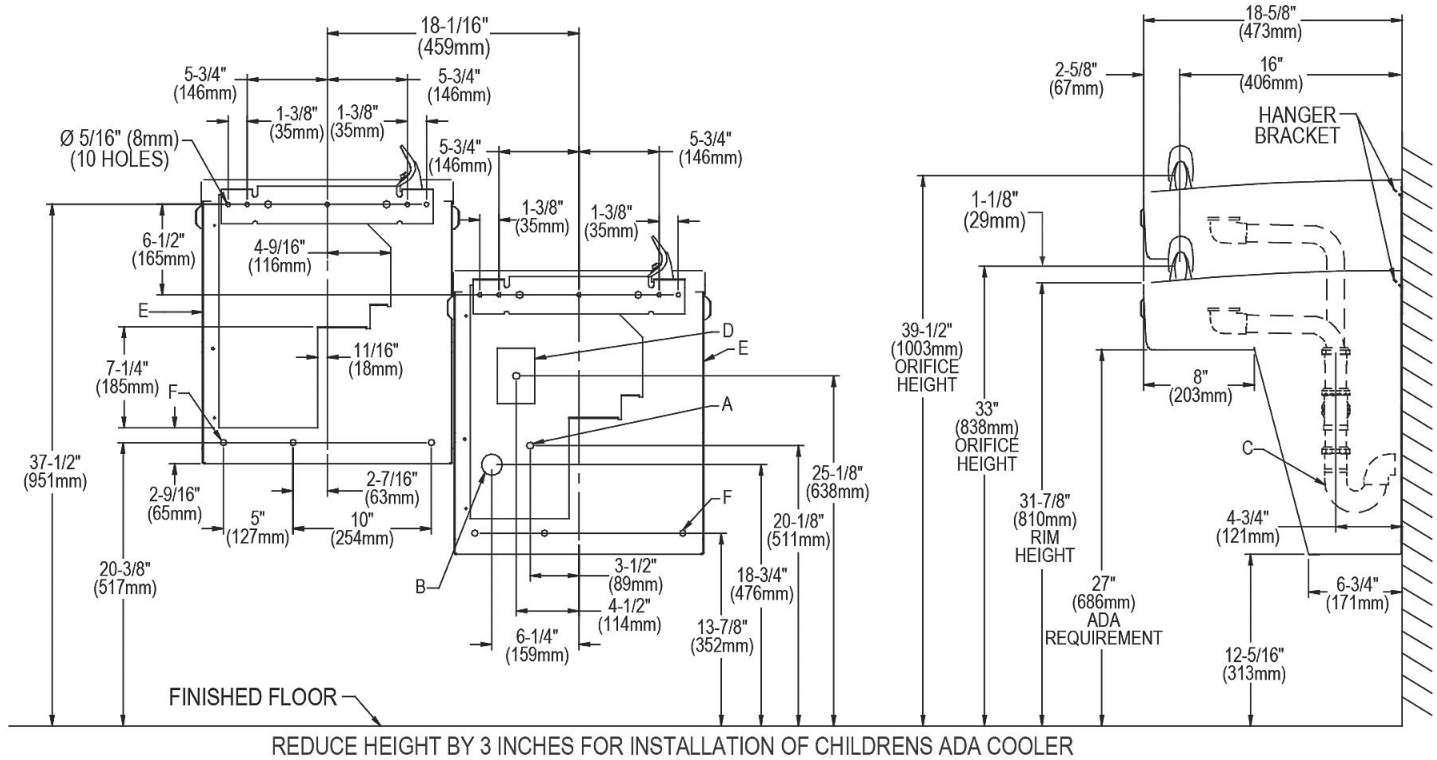 18-1/16"
(459mm)
5-3/4"
(146mm)
5-3/4"
(146mm)
1-3/8"
(35mm)
1-3/8"
(35mm)
Ø 5/16" (8mm)
(10 HOLES)
5-3/4"
(146mm)
5-3/4"
(146mm)
1-3/8"
(35mm)
1-3/8"
(35mm)
6-1/2"
(165mm)
4-9/16"
(116mm)
E
11/16"
(18mm)
7-1/4"
(185mm)
F
D
E
A
37-1/2"
(951mm)
2-9/16"
(65mm)
2-7/16"
(63mm)
5"
(127mm)
10"
(254mm)
20-3/8"
(517mm)
F
B
3-1/2"
(89mm)
4-1/2"
(114mm)
6-1/4"
(159mm)
25-1/8"
(638mm)
20-1/8"
(511mm)
18-3/4"
(476mm)
13-7/8"
(352mm)
FINISHED FLOOR
18-5/8"
(473mm)
2-5/8"
(67mm)
16"
(406mm)
HANGER
BRACKET
1-1/8"
(29mm)
39-1/2"
(1003mm)
ORIFICE
HEIGHT
8"
(203mm)
33"
(838mm)
ORIFICE
HEIGHT
C
31-7/8"
(810mm)
RIM
HEIGHT
4-3/4"
(121mm)
27"
(686mm)
ADA
REQUIREMENT
6-3/4"
(171mm)
12-5/16"
(313mm)
REDUCE HEIGHT BY 3 INCHES FOR INSTALLATION OF CHILDRENS ADA COOLER